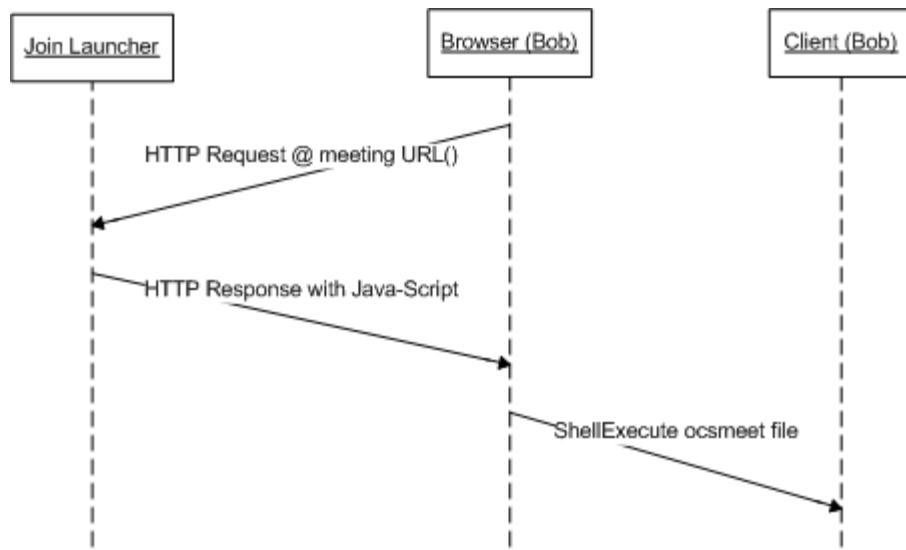 Join Launcher
Browser (Bob)
Client (Bob)
HTTP Request @ meeting URL()
HTTP Response with Java-Script
ShellExecute ocsmeet file